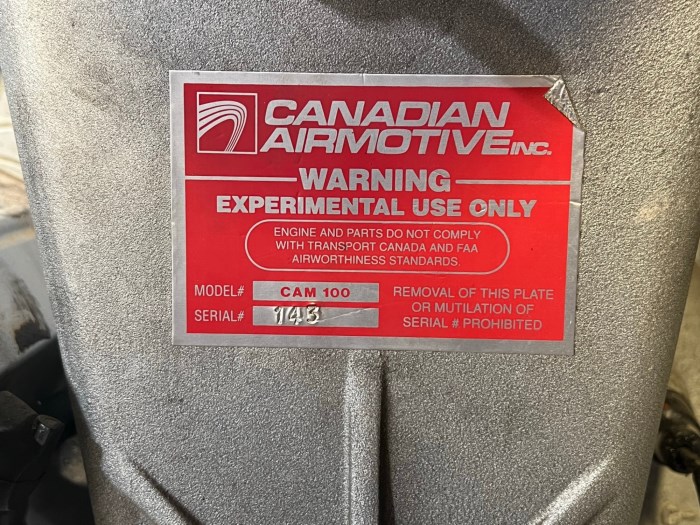 CANADIAN
AIRMOTIVE INC.
WARNING
EXPERIMENTAL USE ONLY
ENGINE AND PARTS DO NOT COMPLY
WITH TRANSPORT CANADA AND FAA
AIRWORTHINESS STANDARDS.
MODEL# CAM 100
SERIAL# 143
REMOVAL OF THIS PLATE
OR MUTILATION OF
SERIAL # PROHIBITED